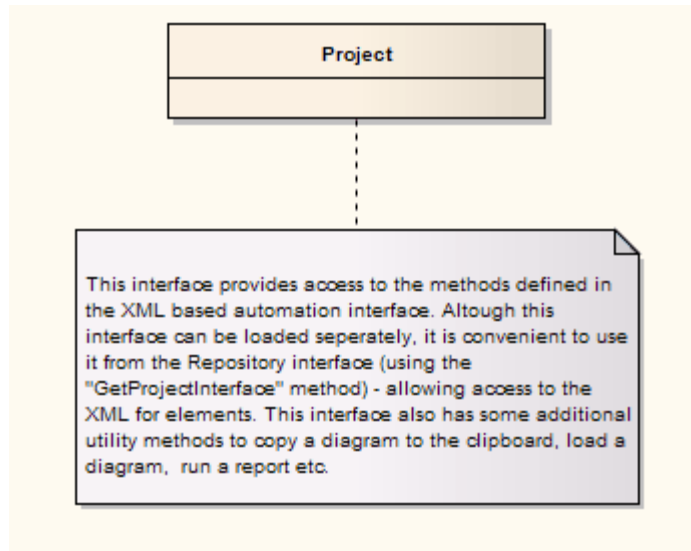 Project
This interface provides access to the methods defined in
the XML based automation interface. Altough this
interface can be loaded seperately, it is convenient to use
it from the Repository interface (using the
"GetProjectInterface" method) - allowing access to the
XML for elements. This interface also has some additional
utility methods to copy a diagram to the clipboard, load a
diagram,  run a report etc.